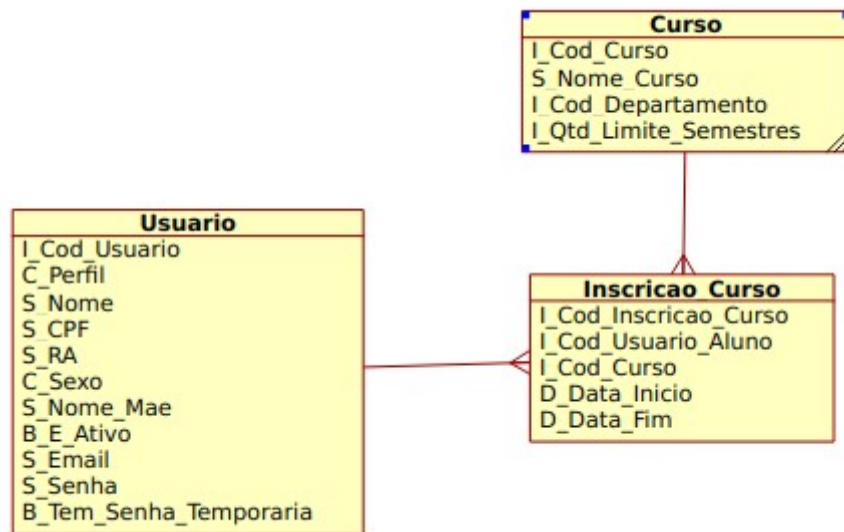 Curso
I_Cod_Curso
S_Nome_Curso
I_Cod_Departamento
I_Qtd_Limite_Semestres
Usuario
I_Cod_Usuario
C_Perfil
S_Nome
S_CPF
S_RA
C_Sexo
S_Nome_Mae
B_E_Ativo
S_Email
S_Senha
B_Tem_Senha_Temporaria
Inscricao_Curso
I_Cod_Inscricao_Curso
I_Cod_Usuario_Aluno
I_Cod_Curso
D_Data_Inicio
D_Data_Fim